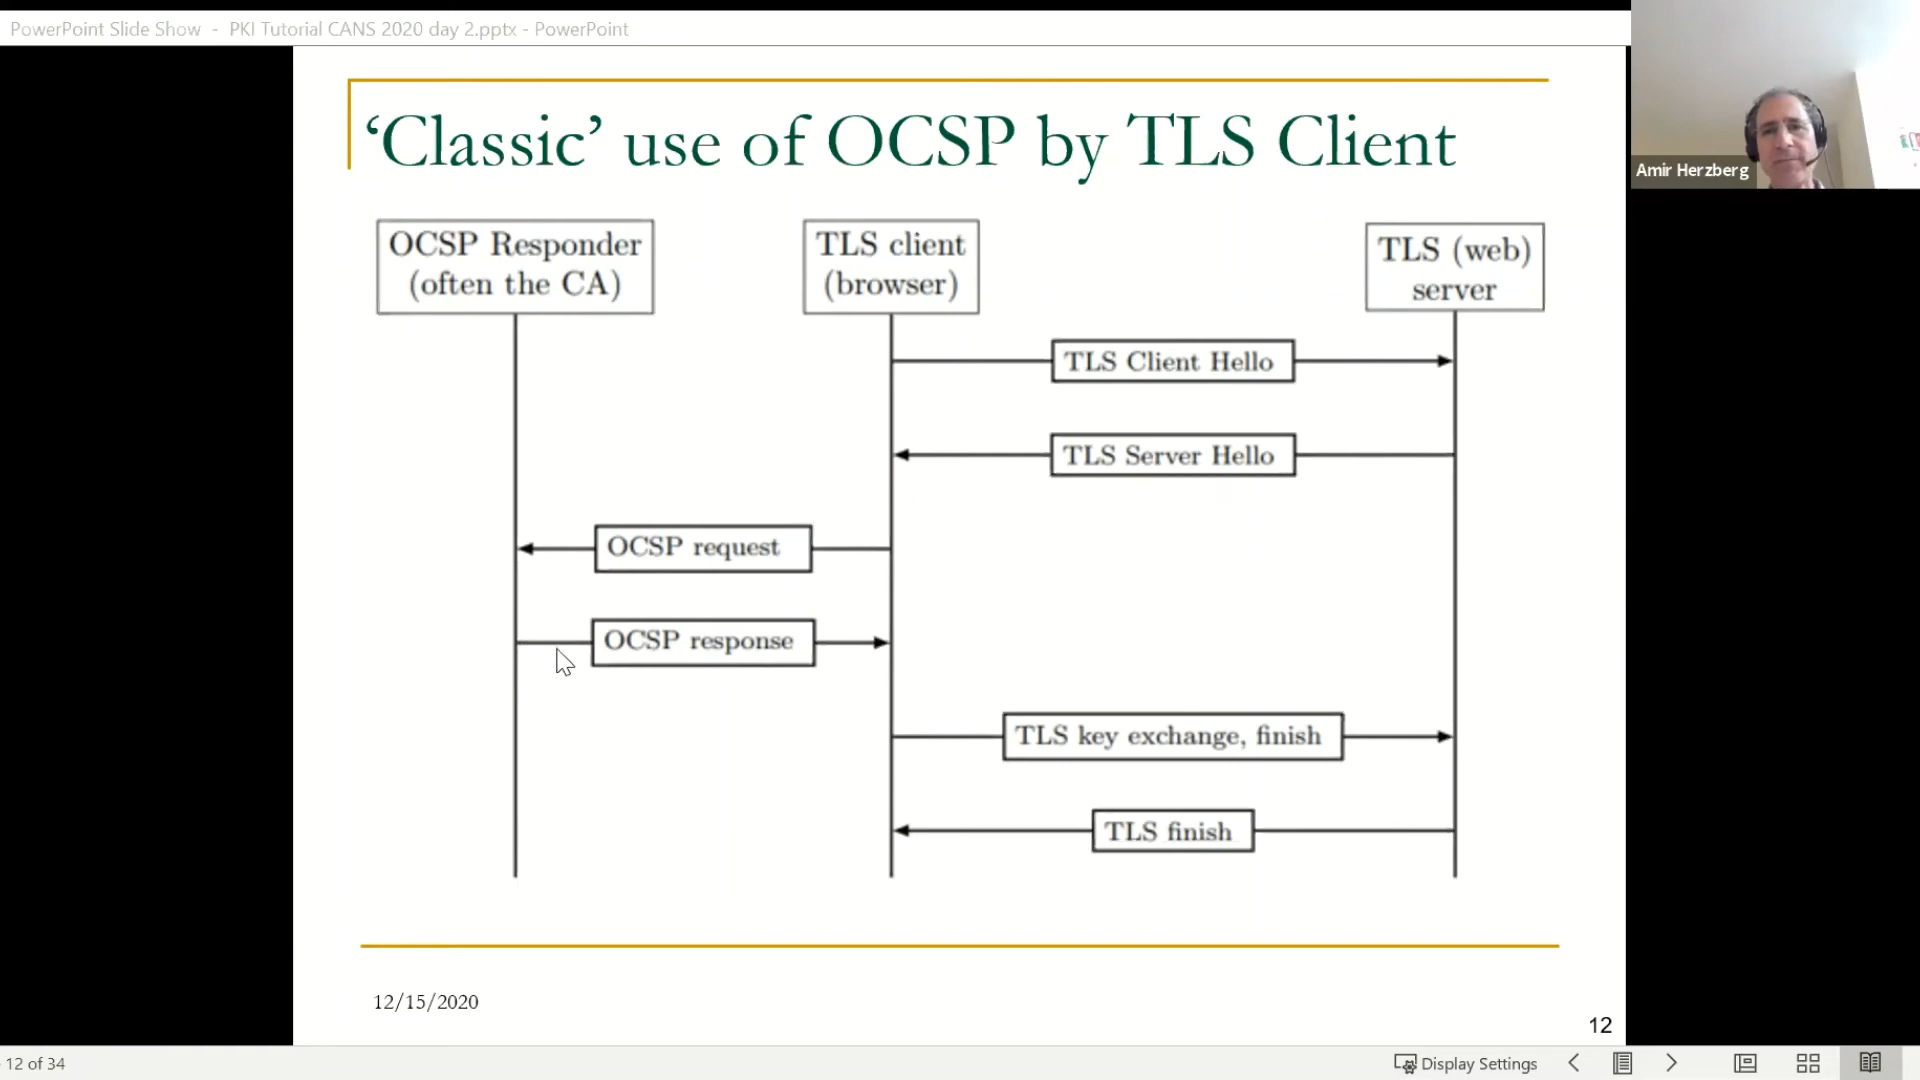 PowerPoint Slide Show - PKI Tutorial CANS 2020 day 2.pptx - PowerPoint
Amir Herzberg
‘Classic’ use of OCSP by TLS Client
OCSP Responder
(often the CA)
TLS client
(browser)
TLS (web)
server
TLS Client Hello
TLS Server Hello
OCSP request
OCSP response
TLS key exchange, finish
TLS finish
12/15/2020
12
12 of 34
Display Settings